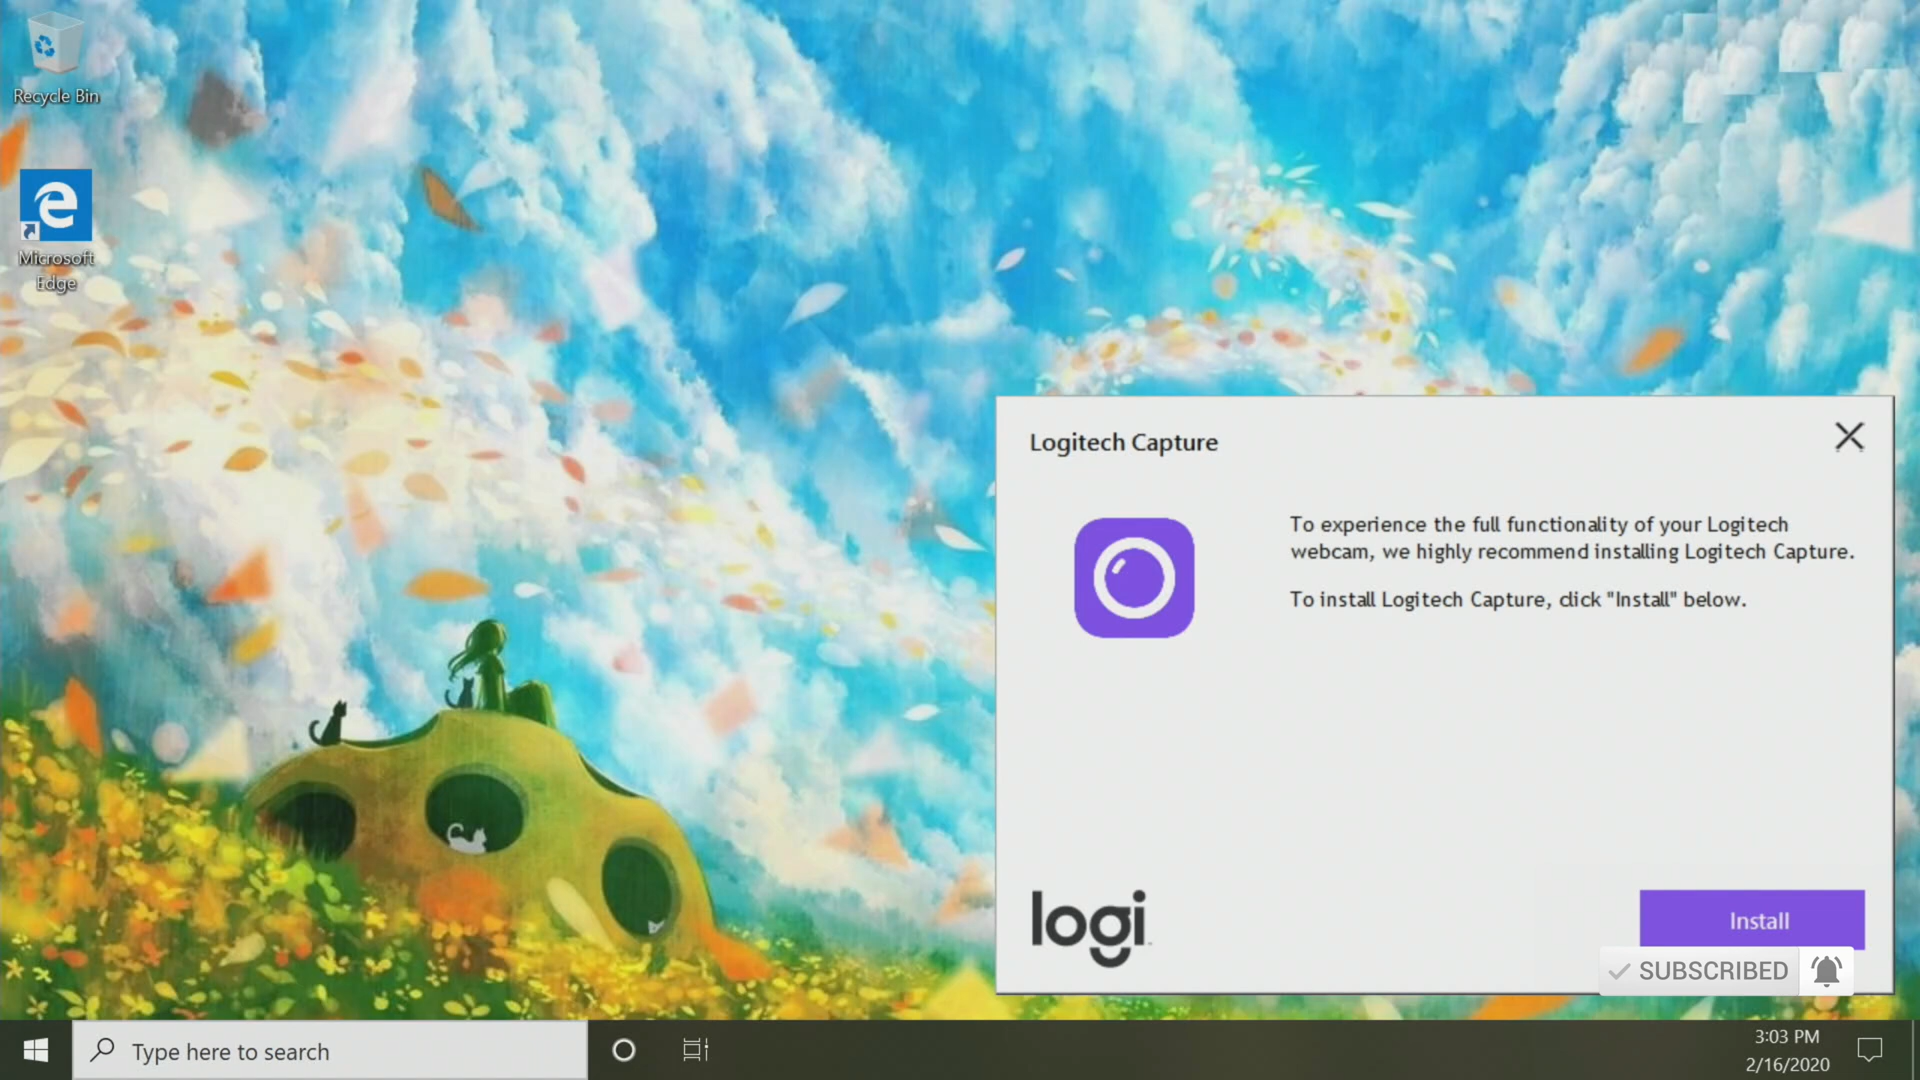 Recycle Bin
Microsoft
Edge
Logitech Capture
To experience the full functionality of your Logitech
webcam, we highly recommend installing Logitech Capture.
To install Logitech Capture, click "Install" below.
logi
Install
SUBSCRIBED
Type here to search
3:03 PM
2/16/2020